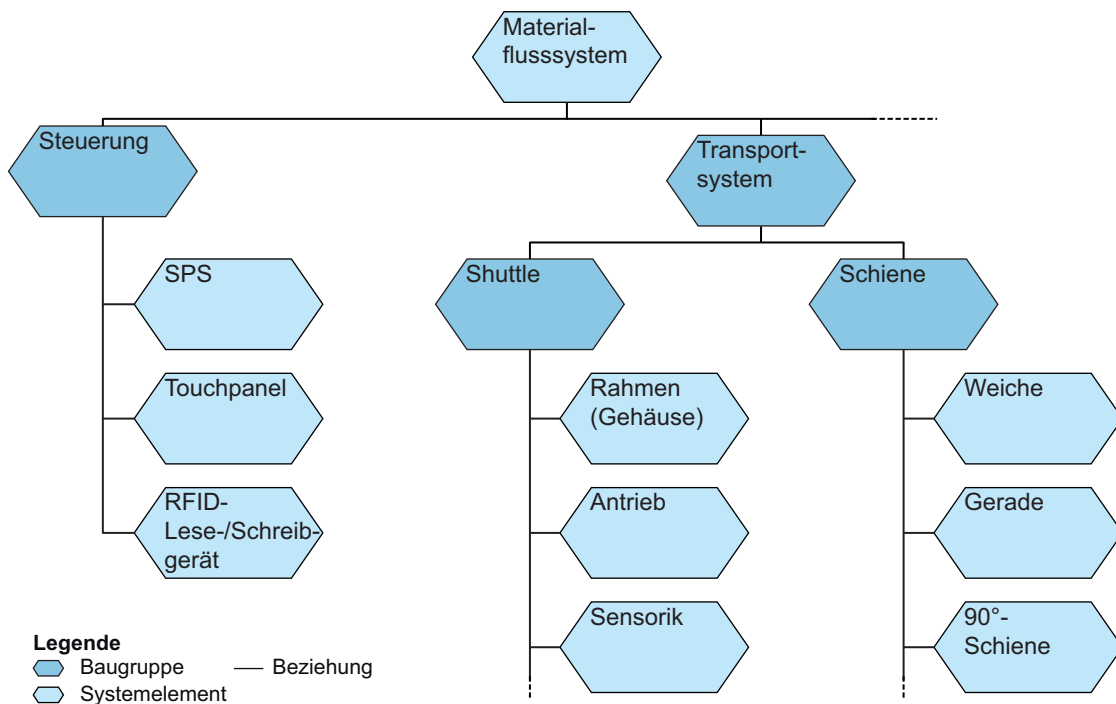 Material-
flusssystem
Steuerung
Transport-
system
SPS
Shuttle
Schiene
Touchpanel
Rahmen
(Gehäuse)
Weiche
RFID-
Lese-/Schreib-
gerät
Antrieb
Gerade
Sensorik
90°-
Schiene
Legende
Baugruppe
Beziehung
Systemelement